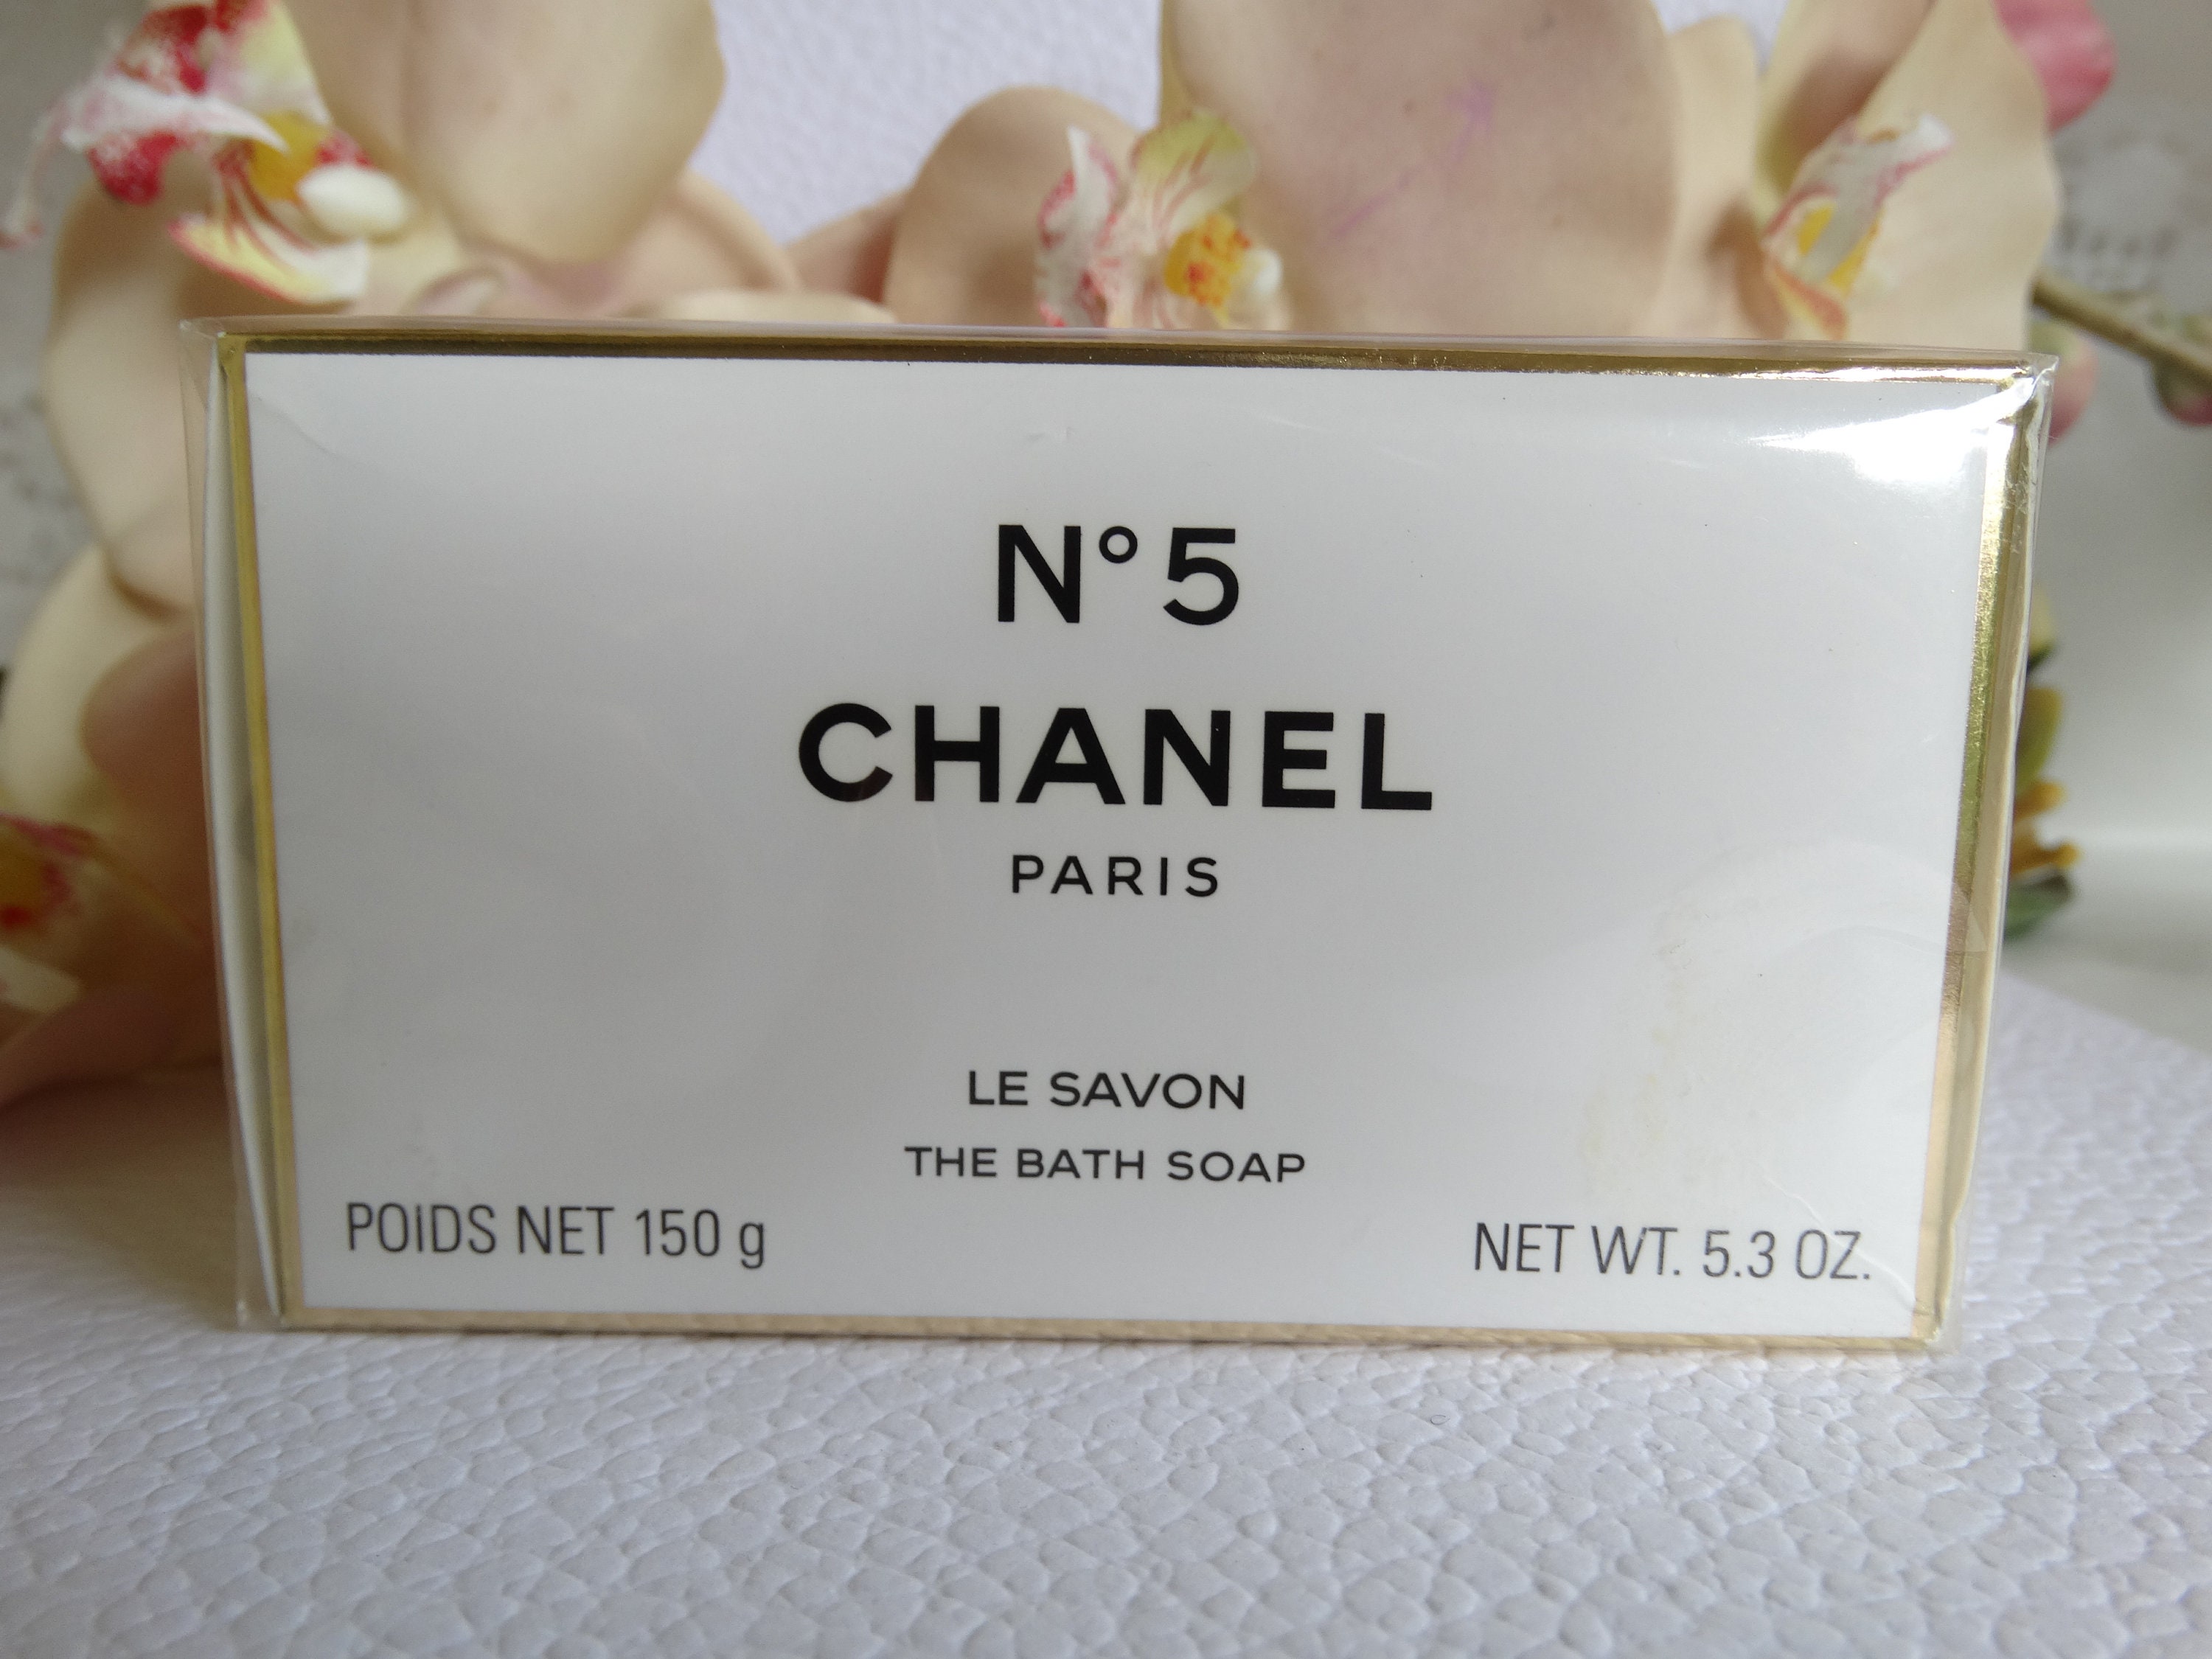 N°5
CHANEL
PARIS
LE SAVON
THE BATH SOAP
POIDS NET 150 g
NET WT. 5.3 OZ.